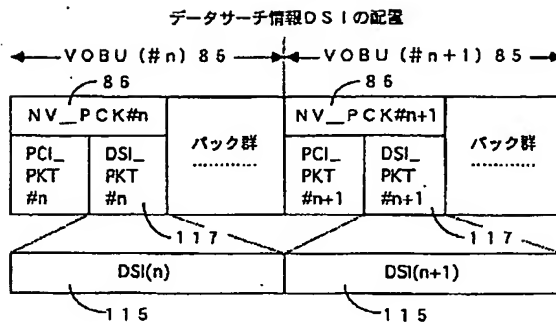 データサーチ情報DSIの配置
VOBU (#n) 85
VOBU (#n+1) 85
86
86
NV_PCK#n
NV_PCK#n+1
パック群
パック群
PCI_
PKT
#n
DSI_
PKT
#n
PCI_
PKT
#n+1
DSI_
PKT
#n+1
117
117
DSI(n)
DSI(n+1)
115
115